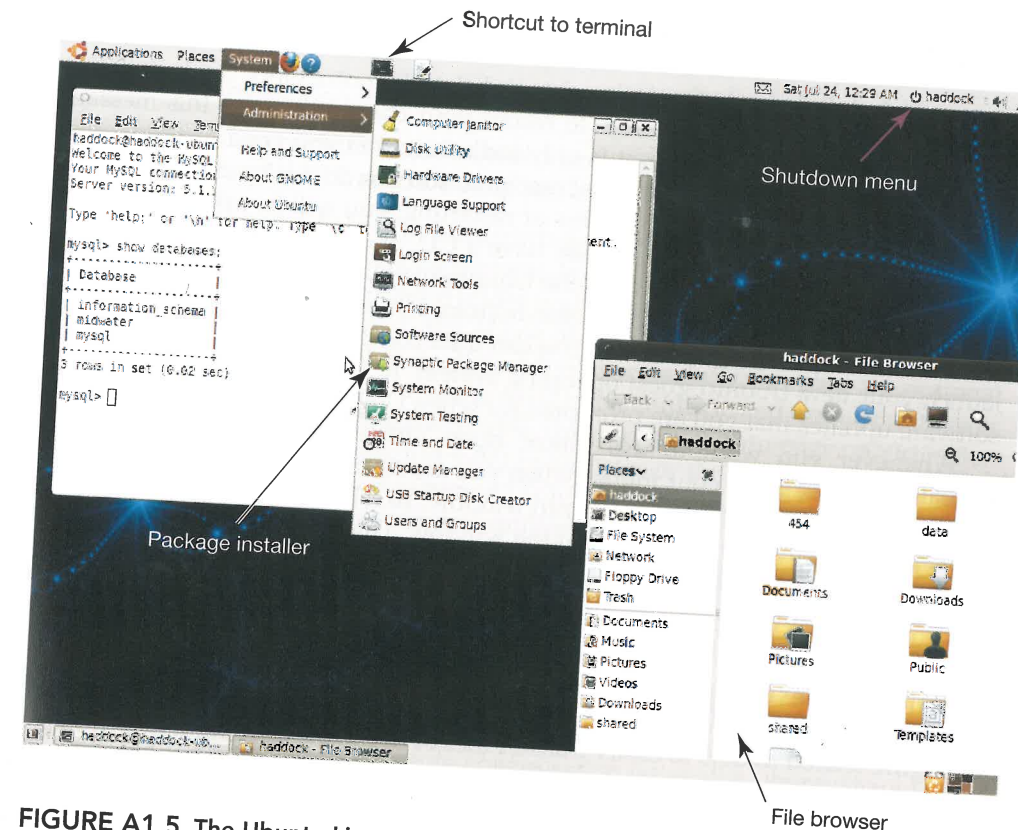 Shortcut to terminal
Applications Places System
Sat Jul 24, 12:29 AM haddock
Shutdown menu
Preferences
Administration
Help and Support
About GNOME
About Ubuntu
Computer Janitor
Disk Utility
Hardware Drivers
Language Support
Log File Viewer
Login Screen
Network Tools
Printing
Software Sources
Synaptic Package Manager
System Monitor
System Testing
Time and Date
Update Manager
USB Startup Disk Creator
Users and Groups
File Edit View
haddock@haddock-ubun
Welcome to the MySQL
Your MySQL connection
Server version: 5.1.
Type 'help;' or '\h' for help. Type '\c' to
mysql> show databases;
| Database |
| information_schema |
| midwater |
| mysql |
3 rows in set (0.02 sec)
mysql>
Package installer
haddock - File Browser
File Edit View Go Bookmarks Tabs Help
Back Forward
haddock
100%
Places
haddock
Desktop
File System
Network
Floppy Drive
Trash
Documents
Music
Pictures
Videos
Downloads
shared
454
data
Documents
Downloads
Pictures
Public
shared
Templates
haddock@haddock-ub...
haddock - File Browser
File browser
FIGURE A1.5